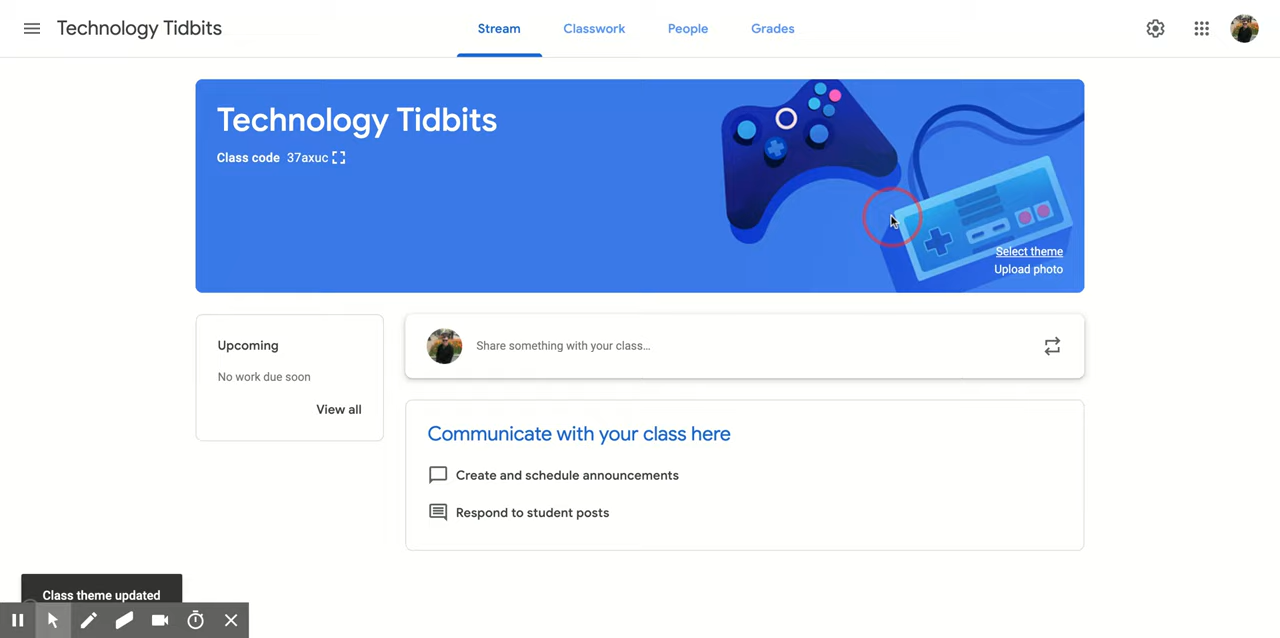 Technology Tidbits
Stream
Classwork
People
Grades
Technology Tidbits
Class code 37axuc
Select theme
Upload photo
Upcoming
No work due soon
View all
Share something with your class...
Communicate with your class here
Create and schedule announcements
Respond to student posts
Class theme updated